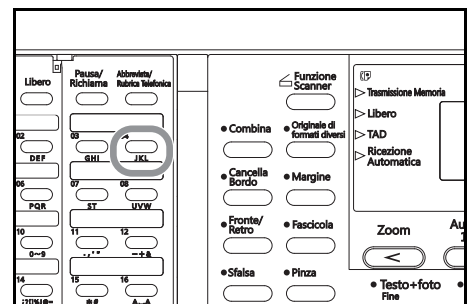 Libero
Pausa/
Richiama
Abbreviata/
Rubrica Telefonica
02
DEF
03
GHI
04
JKL
06
PQR
07
ST
08
UVW
10
0~9
11
12
14
15
16
Funzione
Scanner
Combina
Originale di
formati diversi
Cancella
Bordo
Margine
Fronte/
Retro
Fascicola
Sfalsa
Pinza
Trasmissione Memoria
Libero
TAD
Ricezione
Automatica
Zoom
Au
<
Testo+foto
Fine